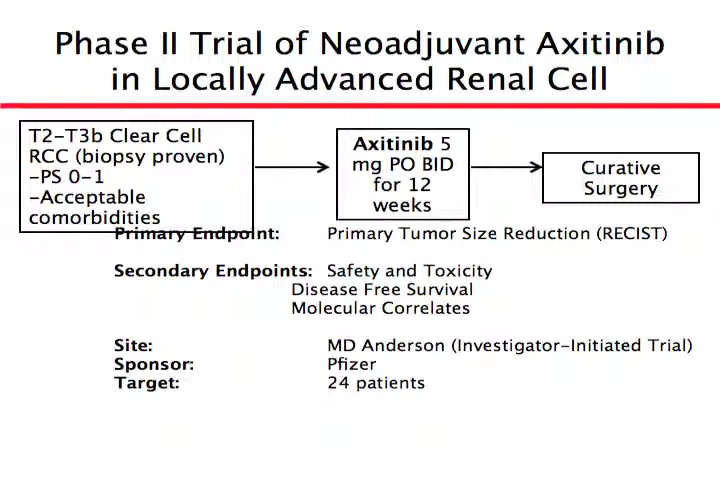 Phase II Trial of Neoadjuvant Axitinib
in Locally Advanced Renal Cell
T2-T3b Clear Cell
RCC (biopsy proven)
-PS 0-1
-Acceptable
comorbidities
Axitinib 5
mg PO BID
for 12
weeks
Curative
Surgery
Primary Endpoint: Primary Tumor Size Reduction (RECIST)
Secondary Endpoints: Safety and Toxicity
Disease Free Survival
Molecular Correlates
Site: MD Anderson (Investigator-Initiated Trial)
Sponsor: Pfizer
Target: 24 patients